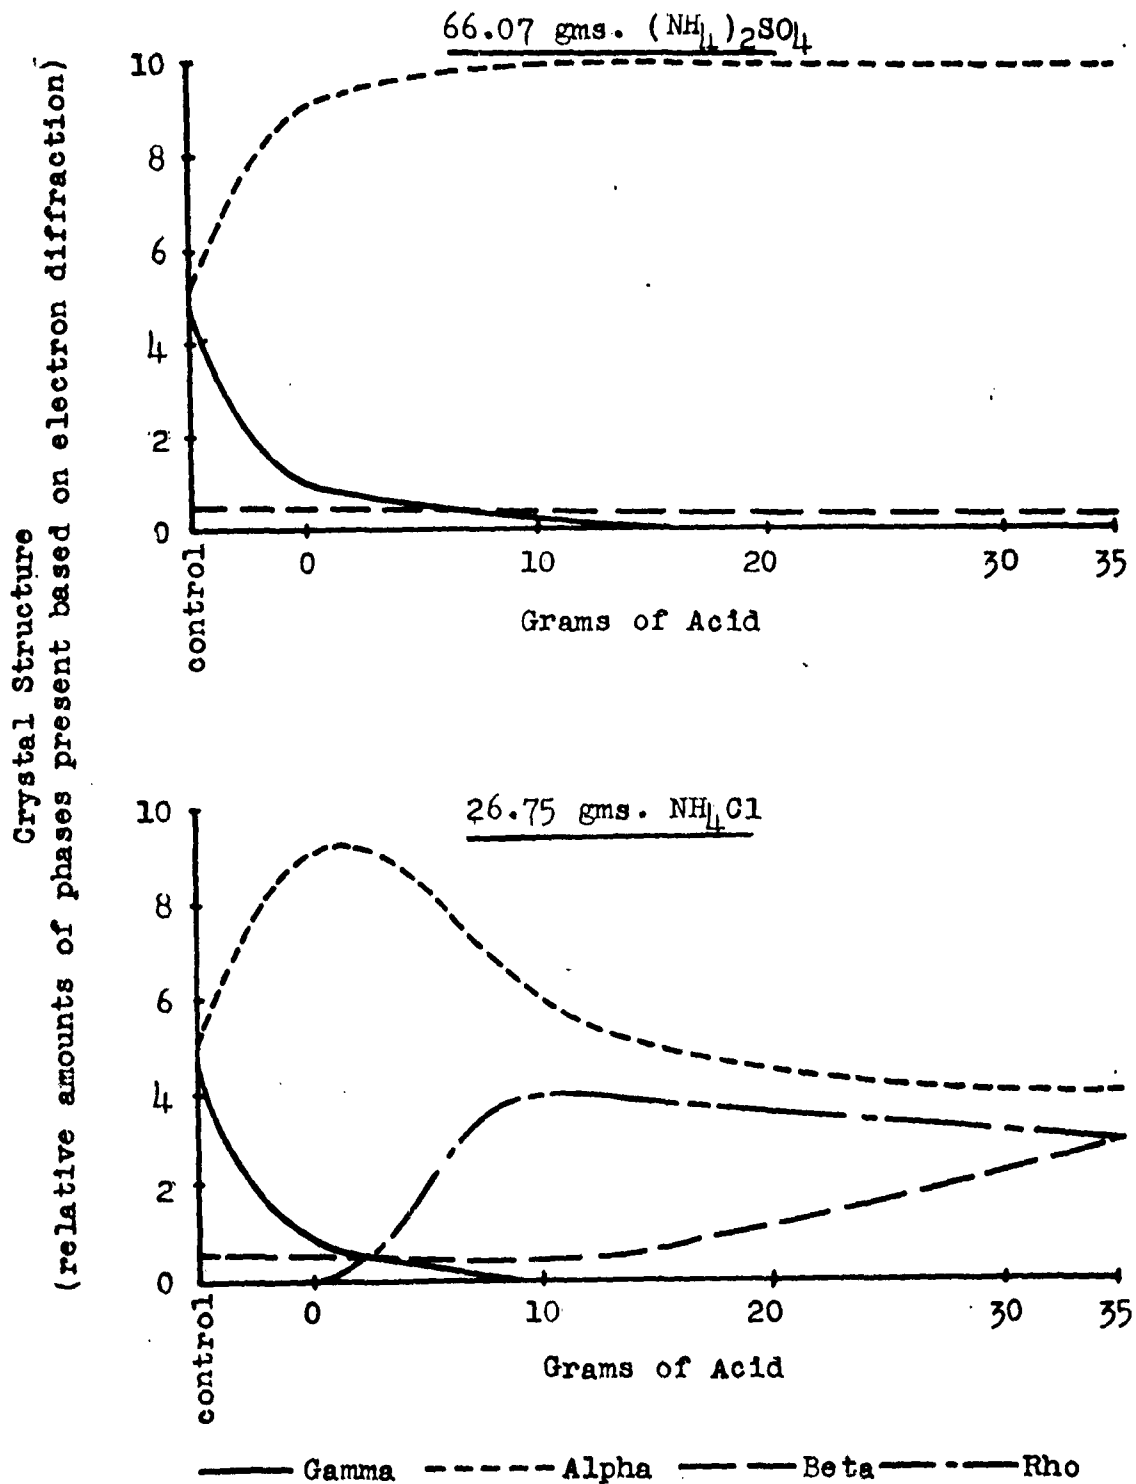 66.07 gms. (NH4)2SO4
Crystal Structure
(relative amounts of phases present based on electron diffraction)
10
8
6
4
2
0
control
0
10
20
30
35
Grams of Acid
26.75 gms. NH4Cl
10
8
6
4
2
0
control
0
10
20
30
35
Grams of Acid
Gamma Alpha Beta Rho